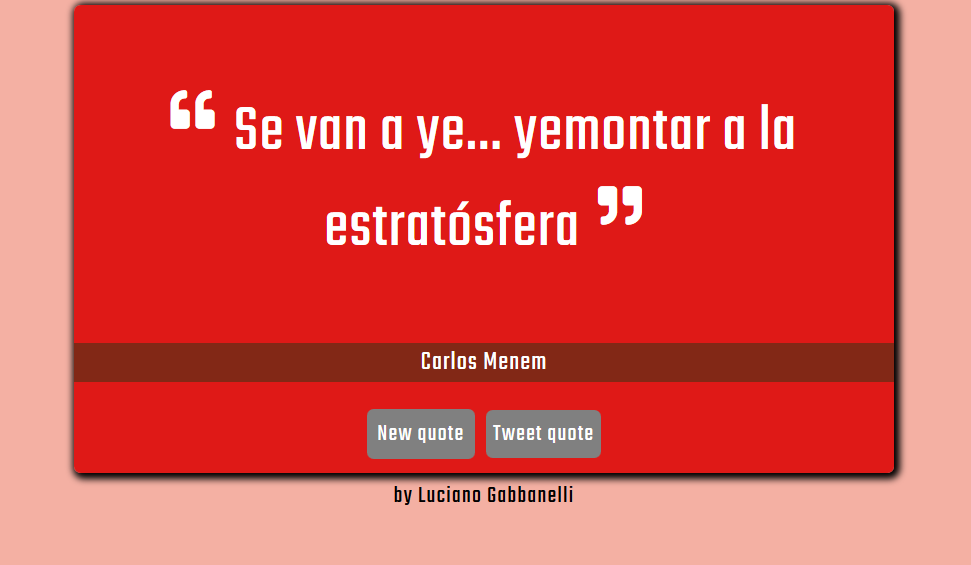 “ Se van a ye... yemontar a la
estratósfera ”
Carlos Menem
New quote Tweet quote
by Luciano Gabbanelli